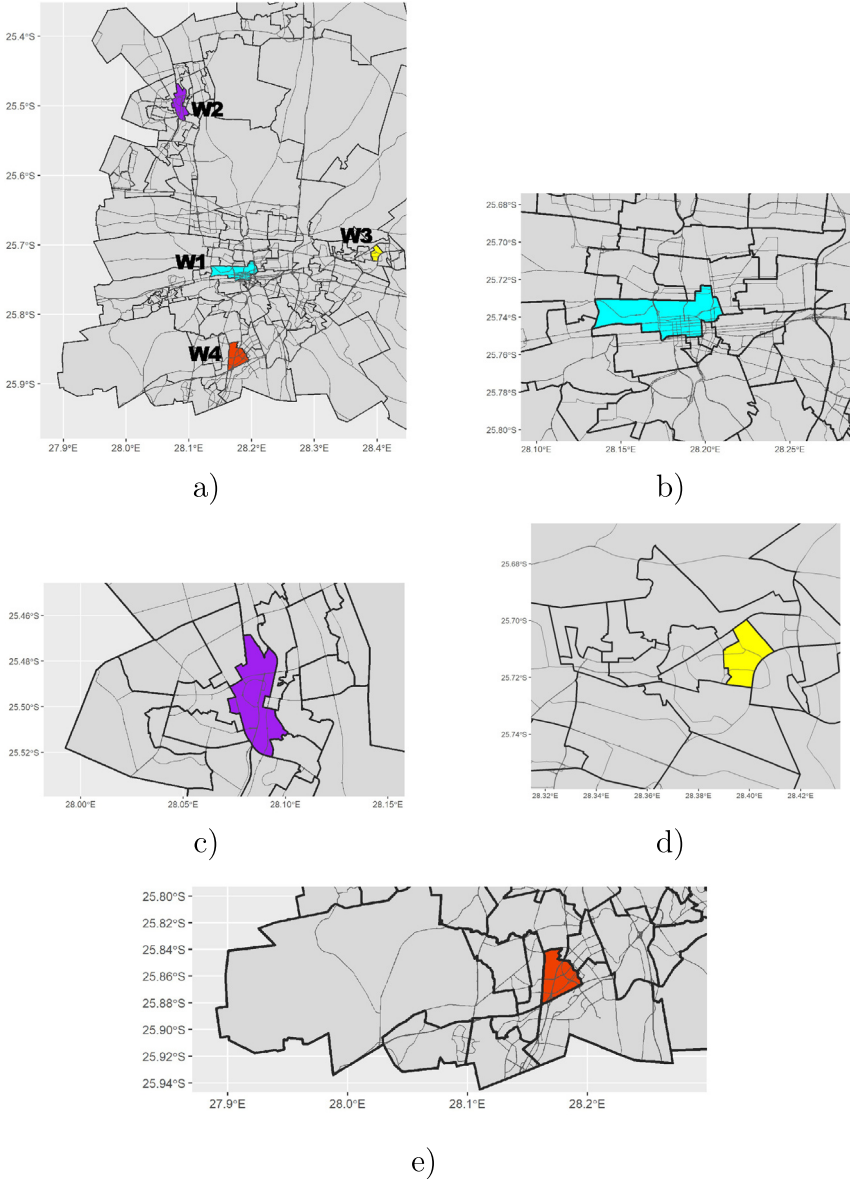 25.4°S
25.5°S
25.6°S
25.7°S
25.8°S
25.9°S
W2
W3
W1
W4
27.9°E 28.0°E 28.1°E 28.2°E 28.3°E 28.4°E
a)
25.68°S
25.70°S
25.72°S
25.74°S
25.76°S
25.78°S
25.80°S
28.10°E 28.15°E 28.20°E 28.25°E
b)
25.46°S
25.48°S
25.50°S
25.52°S
28.00°E 28.05°E 28.10°E 28.15°E
c)
25.68°S
25.70°S
25.72°S
25.74°S
28.32°E 28.34°E 28.36°E 28.38°E 28.40°E 28.42°E
d)
25.80°S
25.82°S
25.84°S
25.86°S
25.88°S
25.90°S
25.92°S
25.94°S
27.9°E 28.0°E 28.1°E 28.2°E
e)